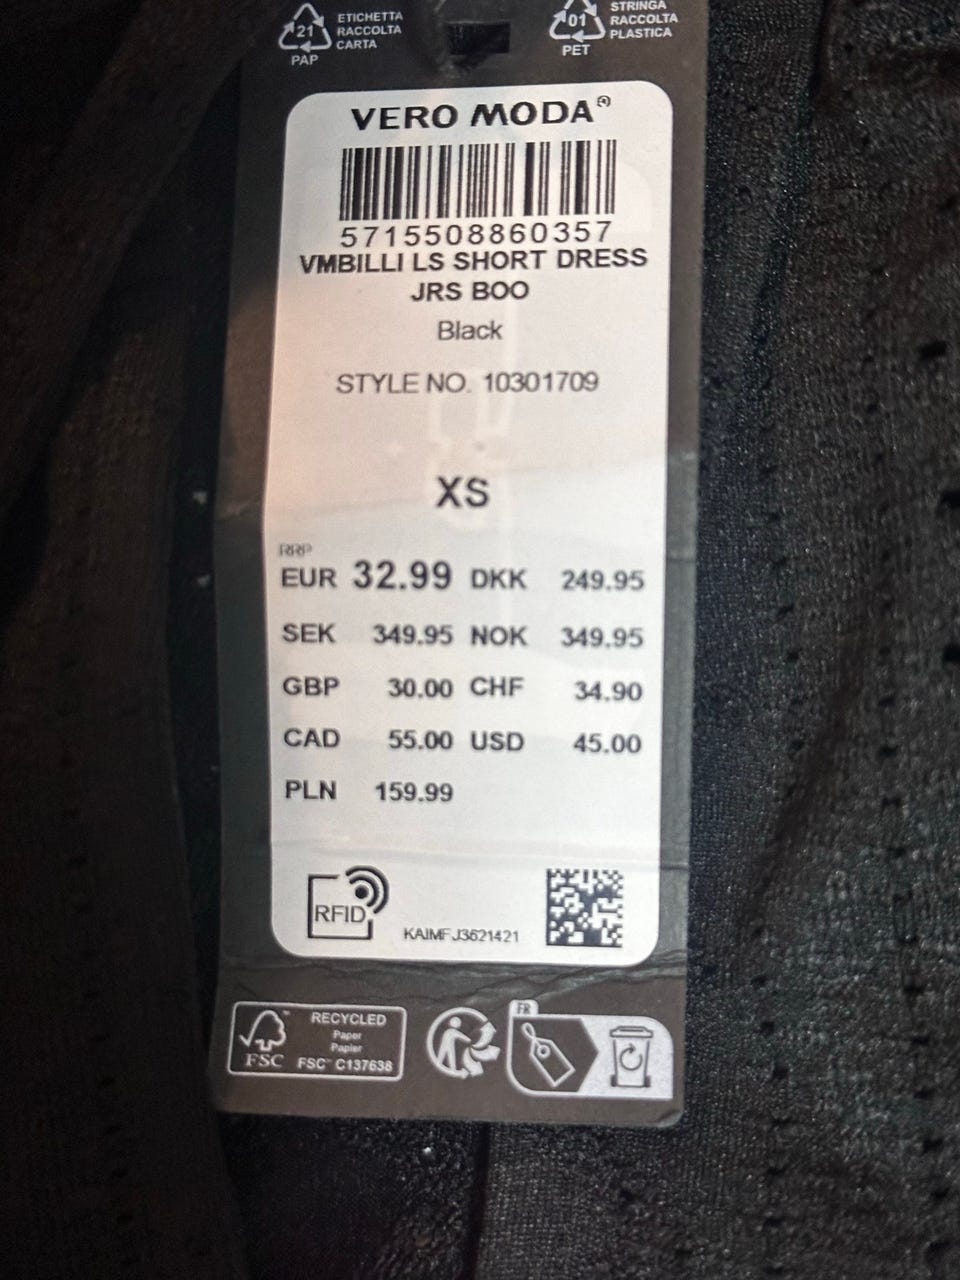 21
PAP
ETICHETTA
RACCOLTA
CARTA
01
PET
STRINGA
RACCOLTA
PLASTICA
VERO MODA®
5715508860357
VMBILLI LS SHORT DRESS
JRS BOO
Black
STYLE NO. 10301709
XS
RRP
EUR 32.99 DKK 249.95
SEK 349.95 NOK 349.95
GBP 30.00 CHF 34.90
CAD 55.00 USD 45.00
PLN 159.99
RFID
KAIMFJ3621421
FSC™
RECYCLED
Paper
Papier
FSC™ C137638
FR